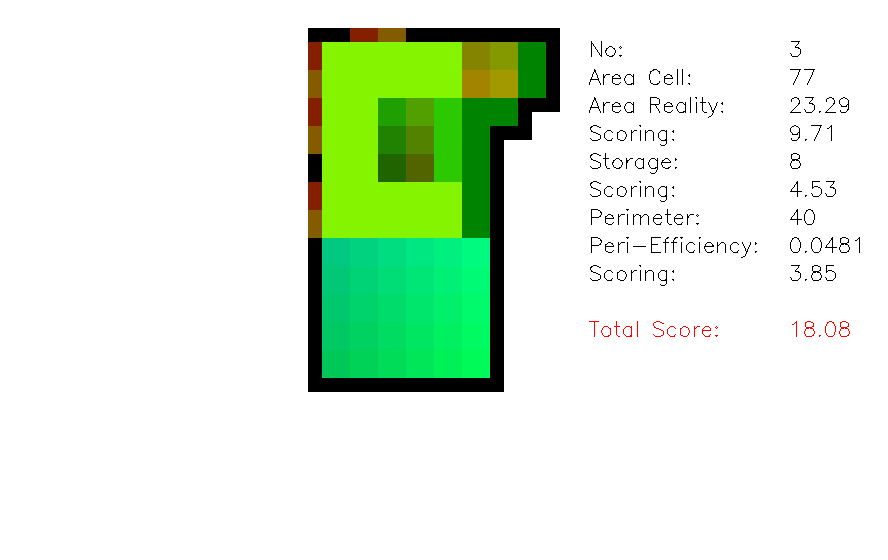 No: 3
Area Cell: 77
Area Reality: 23.29
Scoring: 9.71
Storage: 8
Scoring: 4.53
Perimeter: 40
Peri-Efficiency: 0.0481
Scoring: 3.85
Total Score: 18.08